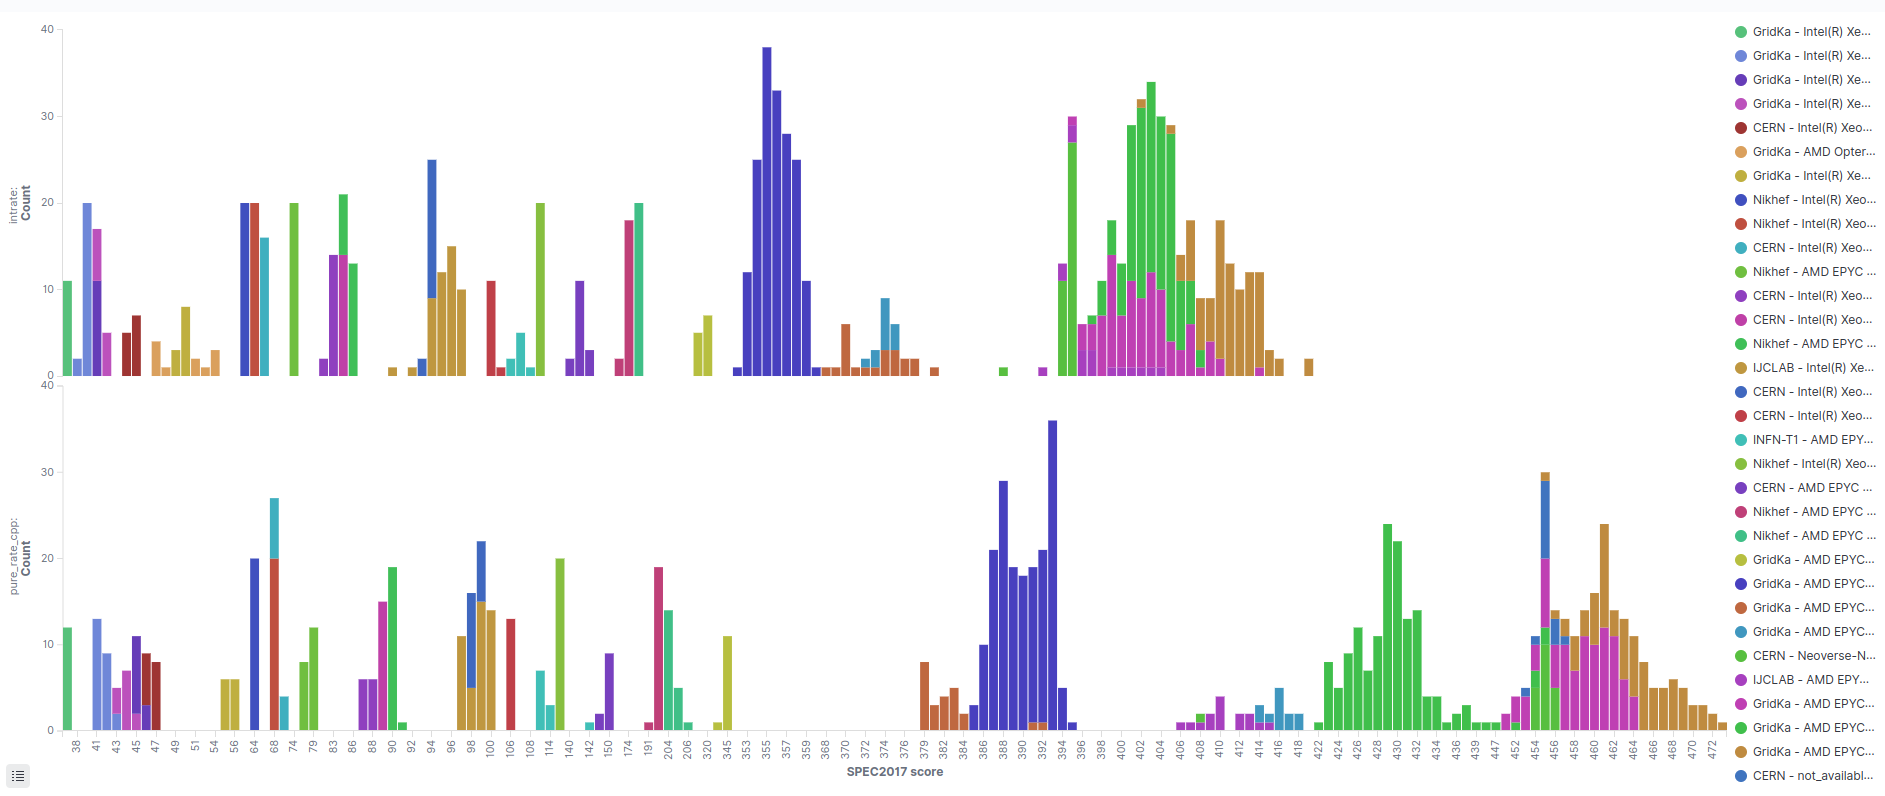 40
30
20
10
0
intrate:
Count
40
30
20
10
0
pure_rate_cpp:
Count
38 41 43 45 47 49 51 54 56 64 68 74 79 83 86 88 90 92 94 96 98 100 106 108 114 140 142 150 174 191 204 206 320 345 353 355 357 359 368 370 372 374 376 379 382 384 386 388 390 392 394 396 398 400 402 404 406 408 410 412 414 416 418 422 424 426 428 430 432 434 436 439 447 452 454 456 458 460 462 464 466 468 470 472
SPEC2017 score
GridKa - Intel(R) Xe...
GridKa - Intel(R) Xe...
GridKa - Intel(R) Xe...
GridKa - Intel(R) Xe...
CERN - Intel(R) Xeo...
GridKa - AMD Opter...
GridKa - Intel(R) Xe...
Nikhef - Intel(R) Xeo...
Nikhef - Intel(R) Xeo...
CERN - Intel(R) Xeo...
Nikhef - AMD EPYC ...
CERN - Intel(R) Xeo...
CERN - Intel(R) Xeo...
Nikhef - AMD EPYC ...
IJCLAB - Intel(R) Xe...
CERN - Intel(R) Xeo...
CERN - Intel(R) Xeo...
INFN-T1 - AMD EPY...
Nikhef - Intel(R) Xeo...
CERN - AMD EPYC ...
Nikhef - AMD EPYC ...
Nikhef - AMD EPYC ...
GridKa - AMD EPYC...
GridKa - AMD EPYC...
GridKa - AMD EPYC...
GridKa - AMD EPYC...
CERN - Neoverse-N...
IJCLAB - AMD EPY...
GridKa - AMD EPYC...
GridKa - AMD EPYC...
GridKa - AMD EPYC...
CERN - not_availabl...